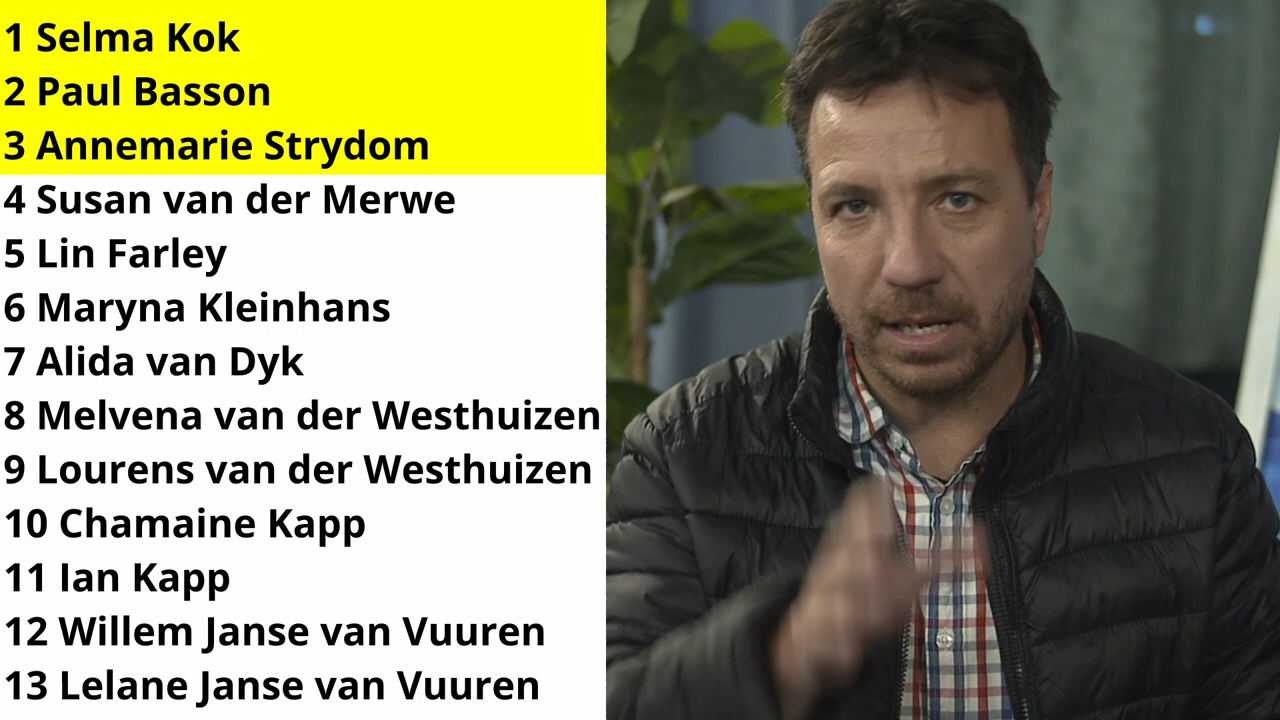 1 Selma Kok
2 Paul Basson
3 Annemarie Strydom
4 Susan van der Merwe
5 Lin Farley
6 Maryna Kleinhans
7 Alida van Dyk
8 Melvena van der Westhuizen
9 Lourens van der Westhuizen
10 Chamaine Kapp
11 Ian Kapp
12 Willem Janse van Vuuren
13 Lelane Janse van Vuuren